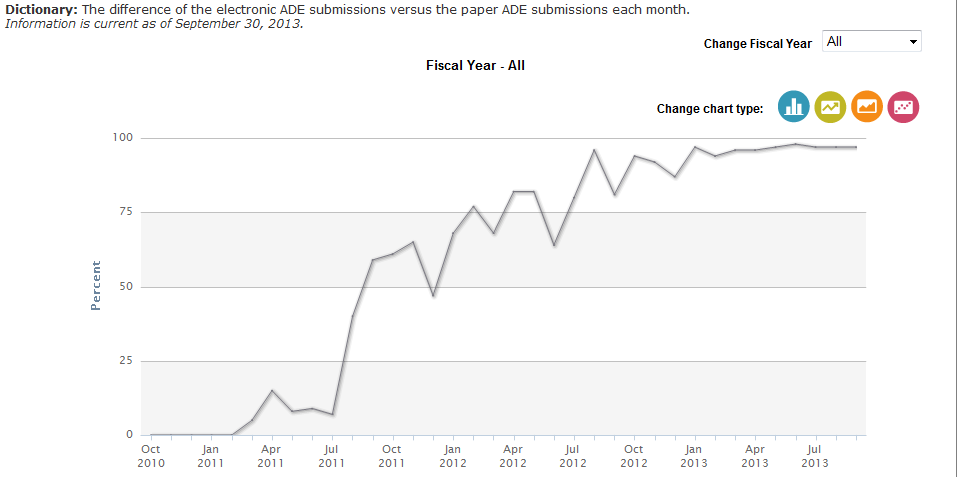 Dictionary: The difference of the electronic ADE submissions versus the paper ADE submissions each month.
Information is current as of September 30, 2013.
Change Fiscal Year All
Fiscal Year - All
Change chart type:
100
75
50
25
0
Percent
Oct Jan Apr Jul Oct Jan Apr Jul Oct Jan Apr Jul
2010 2011 2011 2011 2011 2012 2012 2012 2012 2013 2013 2013